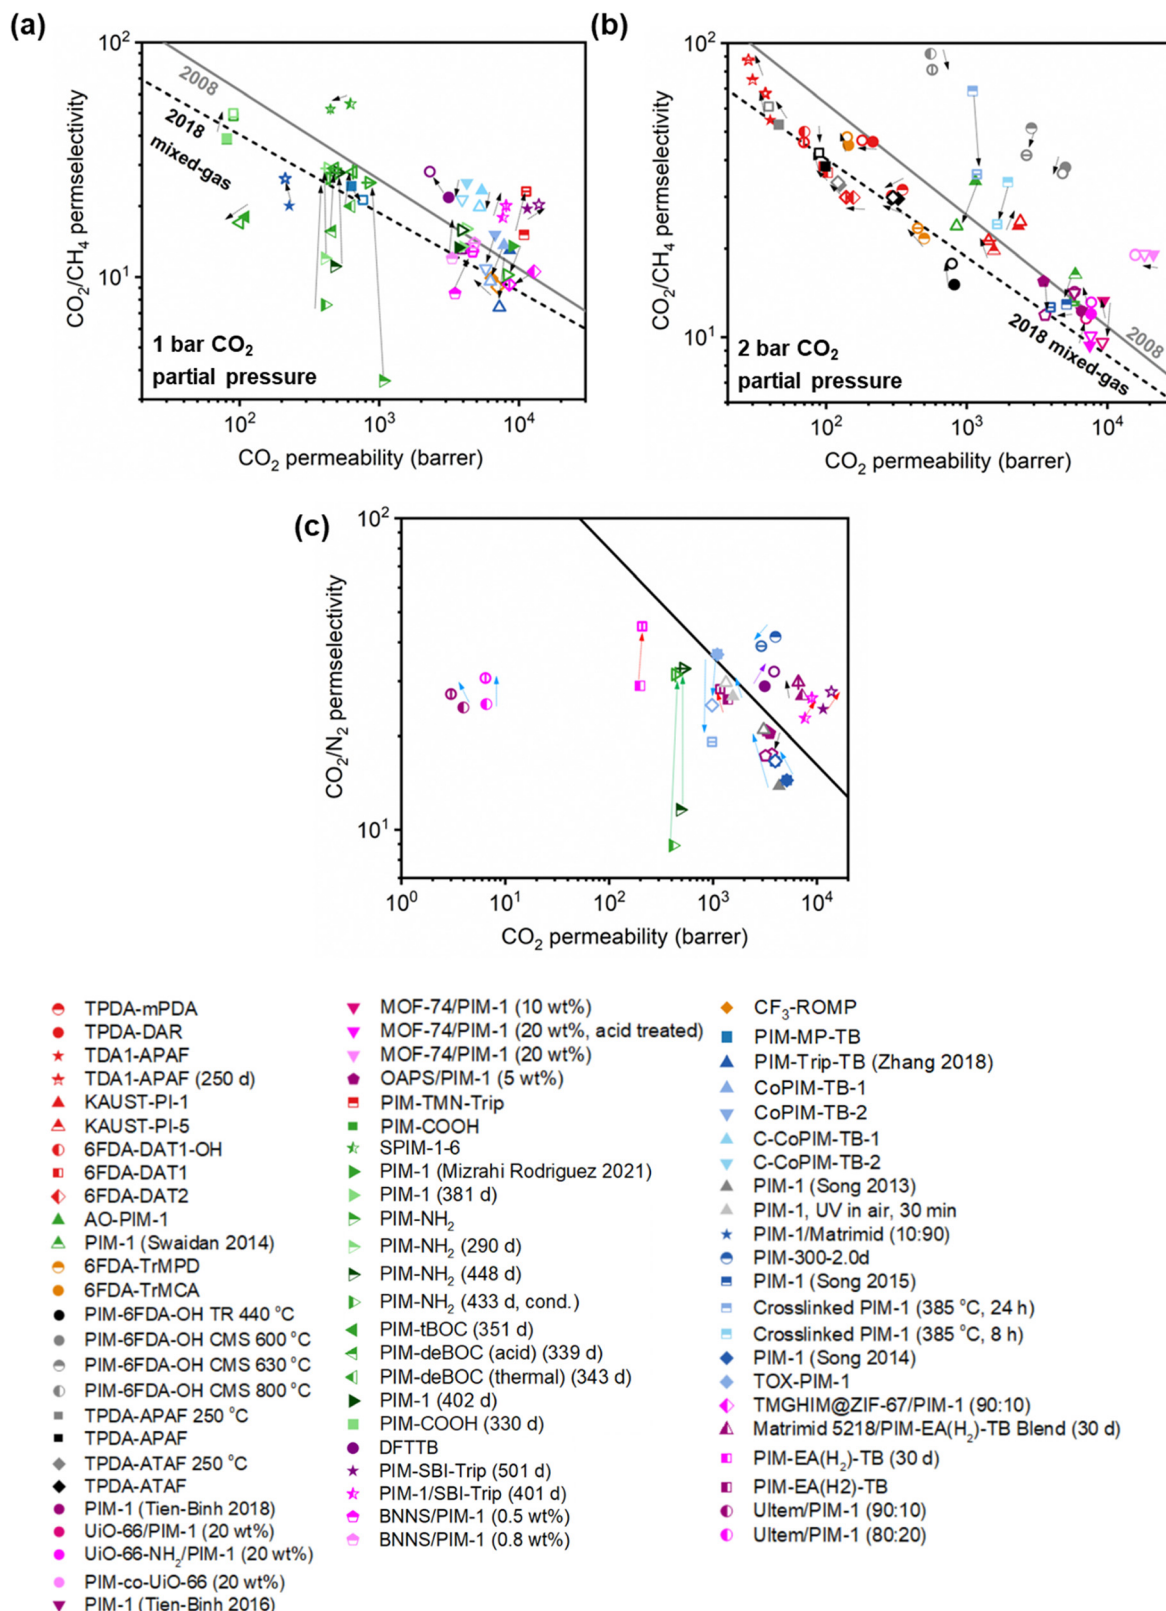 (a)
10²
10¹
CO₂/CH₄ permselectivity
2008
2018
mixed-gas
1 bar CO₂
partial pressure
10² 10³ 10⁴
CO₂ permeability (barrer)
(b)
10²
10¹
CO₂/CH₄ permselectivity
2 bar CO₂
partial pressure
2018 mixed-gas
2008
10² 10³ 10⁴
CO₂ permeability (barrer)
(c)
10²
10¹
CO₂/N₂ permselectivity
10⁰ 10¹ 10² 10³ 10⁴
CO₂ permeability (barrer)
TPDA-mPDA
TPDA-DAR
TDA1-APAF
TDA1-APAF (250 d)
KAUST-PI-1
KAUST-PI-5
6FDA-DAT1-OH
6FDA-DAT1
6FDA-DAT2
AO-PIM-1
PIM-1 (Swaidan 2014)
6FDA-TrMPD
6FDA-TrMCA
PIM-6FDA-OH TR 440 °C
PIM-6FDA-OH CMS 600 °C
PIM-6FDA-OH CMS 630 °C
PIM-6FDA-OH CMS 800 °C
TPDA-APAF 250 °C
TPDA-APAF
TPDA-ATAF 250 °C
TPDA-ATAF
PIM-1 (Tien-Binh 2018)
UiO-66/PIM-1 (20 wt%)
UiO-66-NH₂/PIM-1 (20 wt%)
PIM-co-UiO-66 (20 wt%)
PIM-1 (Tien-Binh 2016)
MOF-74/PIM-1 (10 wt%)
MOF-74/PIM-1 (20 wt%, acid treated)
MOF-74/PIM-1 (20 wt%)
OAPS/PIM-1 (5 wt%)
PIM-TMN-Trip
PIM-COOH
SPIM-1-6
PIM-1 (Mizrahi Rodriguez 2021)
PIM-1 (381 d)
PIM-NH₂
PIM-NH₂ (290 d)
PIM-NH₂ (448 d)
PIM-NH₂ (433 d, cond.)
PIM-tBOC (351 d)
PIM-deBOC (acid) (339 d)
PIM-deBOC (thermal) (343 d)
PIM-1 (402 d)
PIM-COOH (330 d)
DFTTB
PIM-SBI-Trip (501 d)
PIM-1/SBI-Trip (401 d)
BNNS/PIM-1 (0.5 wt%)
BNNS/PIM-1 (0.8 wt%)
CF₃-ROMP
PIM-MP-TB
PIM-Trip-TB (Zhang 2018)
CoPIM-TB-1
CoPIM-TB-2
C-CoPIM-TB-1
C-CoPIM-TB-2
PIM-1 (Song 2013)
PIM-1, UV in air, 30 min
PIM-1/Matrimid (10:90)
PIM-300-2.0d
PIM-1 (Song 2015)
Crosslinked PIM-1 (385 °C, 24 h)
Crosslinked PIM-1 (385 °C, 8 h)
PIM-1 (Song 2014)
TOX-PIM-1
TMGHIM@ZIF-67/PIM-1 (90:10)
Matrimid 5218/PIM-EA(H₂)-TB Blend (30 d)
PIM-EA(H₂)-TB (30 d)
PIM-EA(H2)-TB
Ultem/PIM-1 (90:10)
Ultem/PIM-1 (80:20)